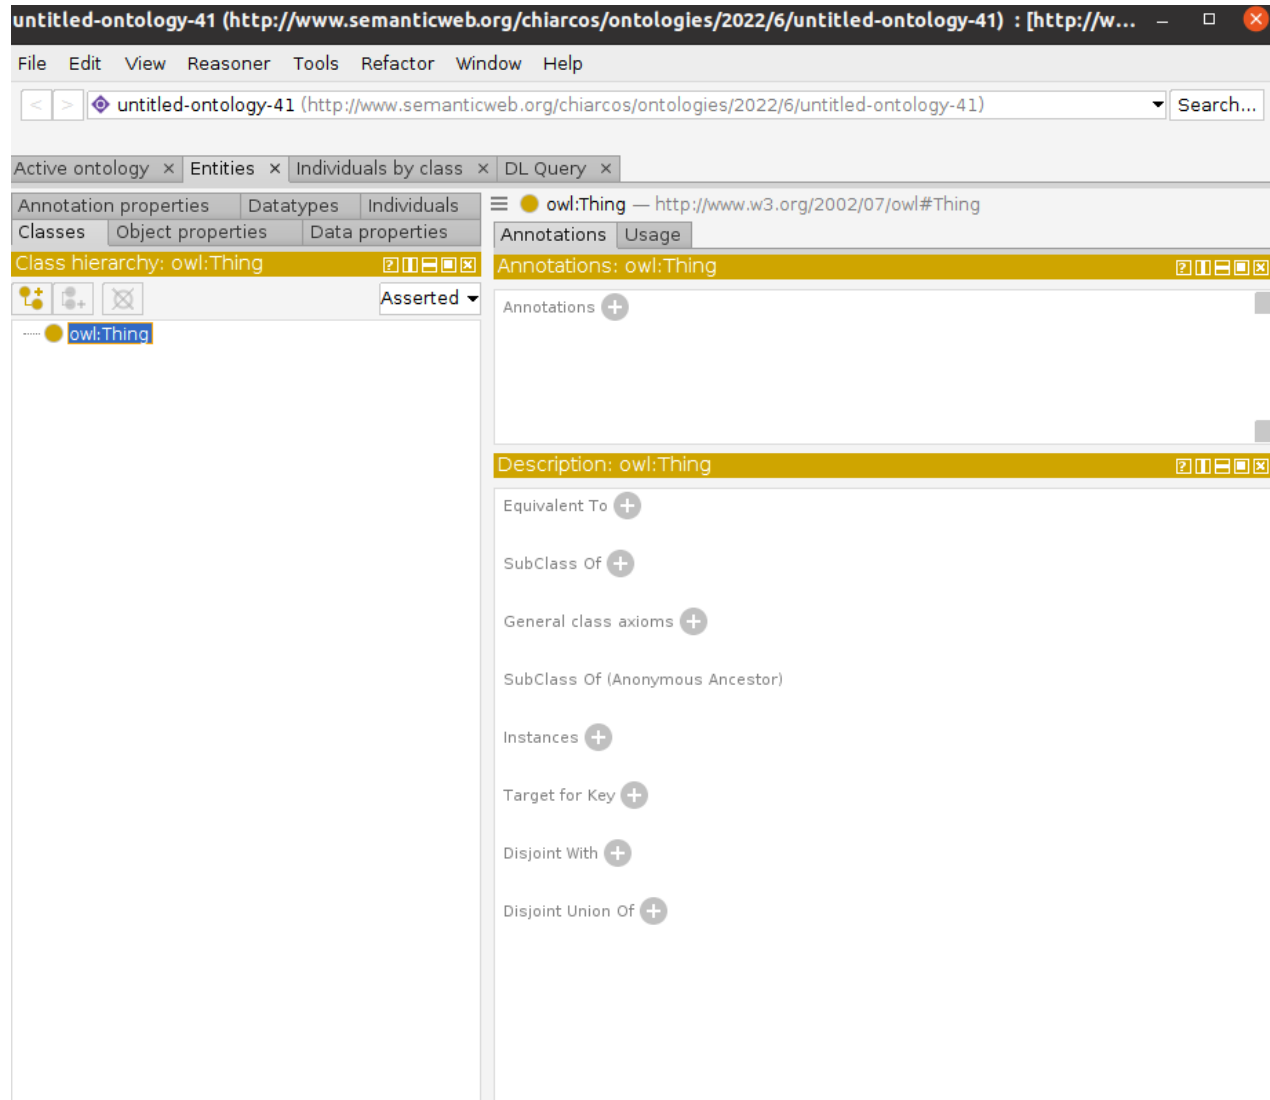 untitled-ontology-41 (http://www.semanticweb.org/chiarcos/ontologies/2022/6/untitled-ontology-41) : [http://w...
File Edit View Reasoner Tools Refactor Window Help
< > untitled-ontology-41 (http://www.semanticweb.org/chiarcos/ontologies/2022/6/untitled-ontology-41) Search...
Active ontology × Entities × Individuals by class × DL Query ×
Annotation properties Datatypes Individuals
Classes Object properties Data properties
Class hierarchy: owl:Thing
Asserted
owl:Thing
owl:Thing — http://www.w3.org/2002/07/owl#Thing
Annotations Usage
Annotations: owl:Thing
Annotations
Description: owl:Thing
Equivalent To
SubClass Of
General class axioms
SubClass Of (Anonymous Ancestor)
Instances
Target for Key
Disjoint With
Disjoint Union Of